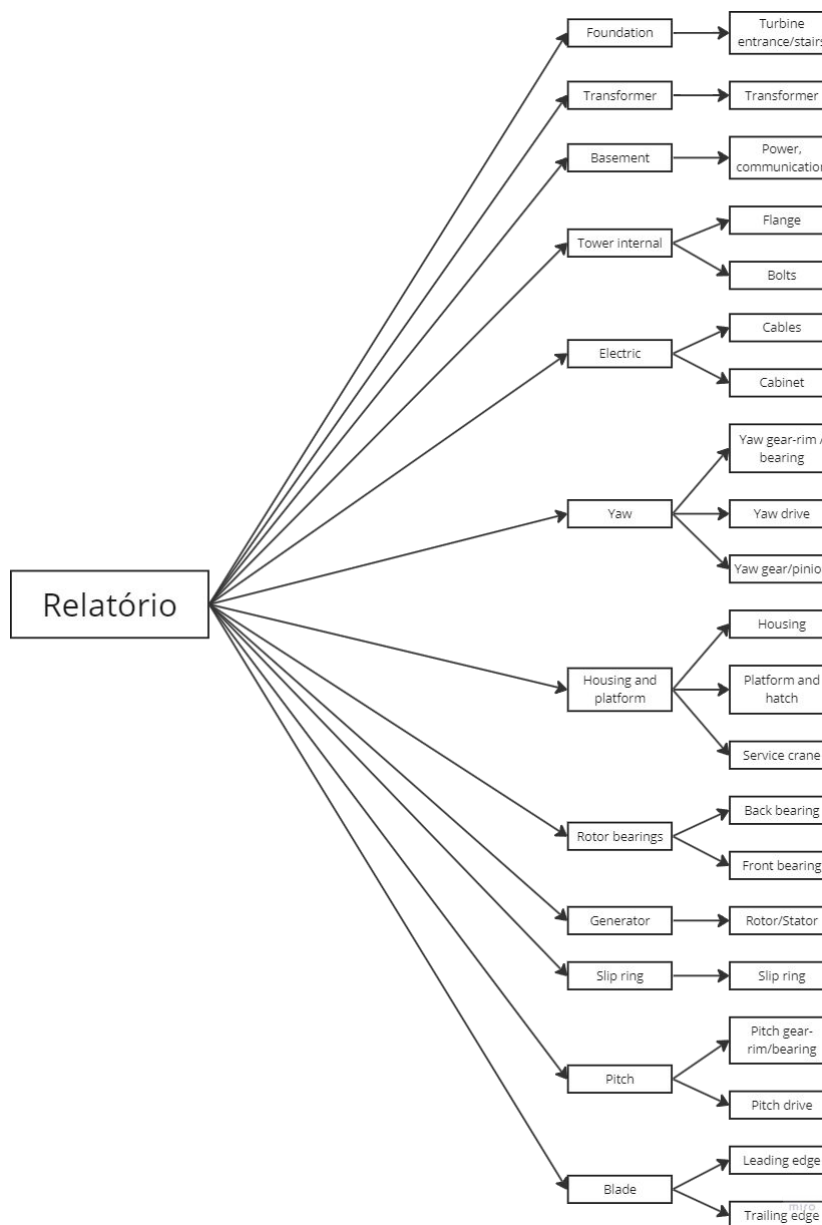 Foundation
Turbine
entrance/stairs
Transformer
Transformer
Basement
Power,
communication
Tower internal
Flange
Bolts
Electric
Cables
Cabinet
Yaw
Yaw gear-rim /
bearing
Yaw drive
Yaw gear/pinio
Relatório
Housing and
platform
Housing
Platform and
hatch
Service crane
Rotor bearings
Back bearing
Front bearing
Generator
Rotor/Stator
Slip ring
Slip ring
Pitch
Pitch gear-
rim/bearing
Pitch drive
Blade
Leading edge
Trailing edge
miro